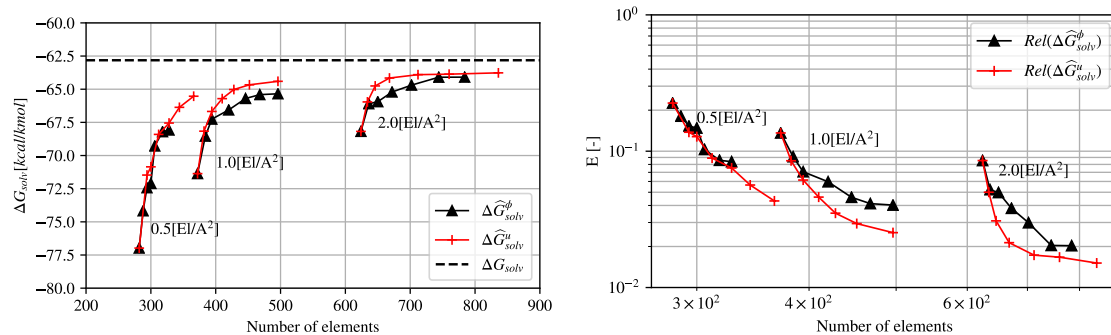 −60.0
−62.5
−65.0
−67.5
−70.0
−72.5
−75.0
−77.5
−80.0
ΔG_solv[kcal/kmol]
0.5[El/A²]
1.0[El/A²]
2.0[El/A²]
ΔĜ^ϕ_solv
ΔĜ^u_solv
ΔG_solv
200 300 400 500 600 700 800 900
Number of elements
10⁰
10⁻¹
10⁻²
E [-]
Rel(ΔĜ^ϕ_solv)
Rel(ΔĜ^u_solv)
0.5[El/A²]
1.0[El/A²]
2.0[El/A²]
3 × 10² 4 × 10² 6 × 10²
Number of elements